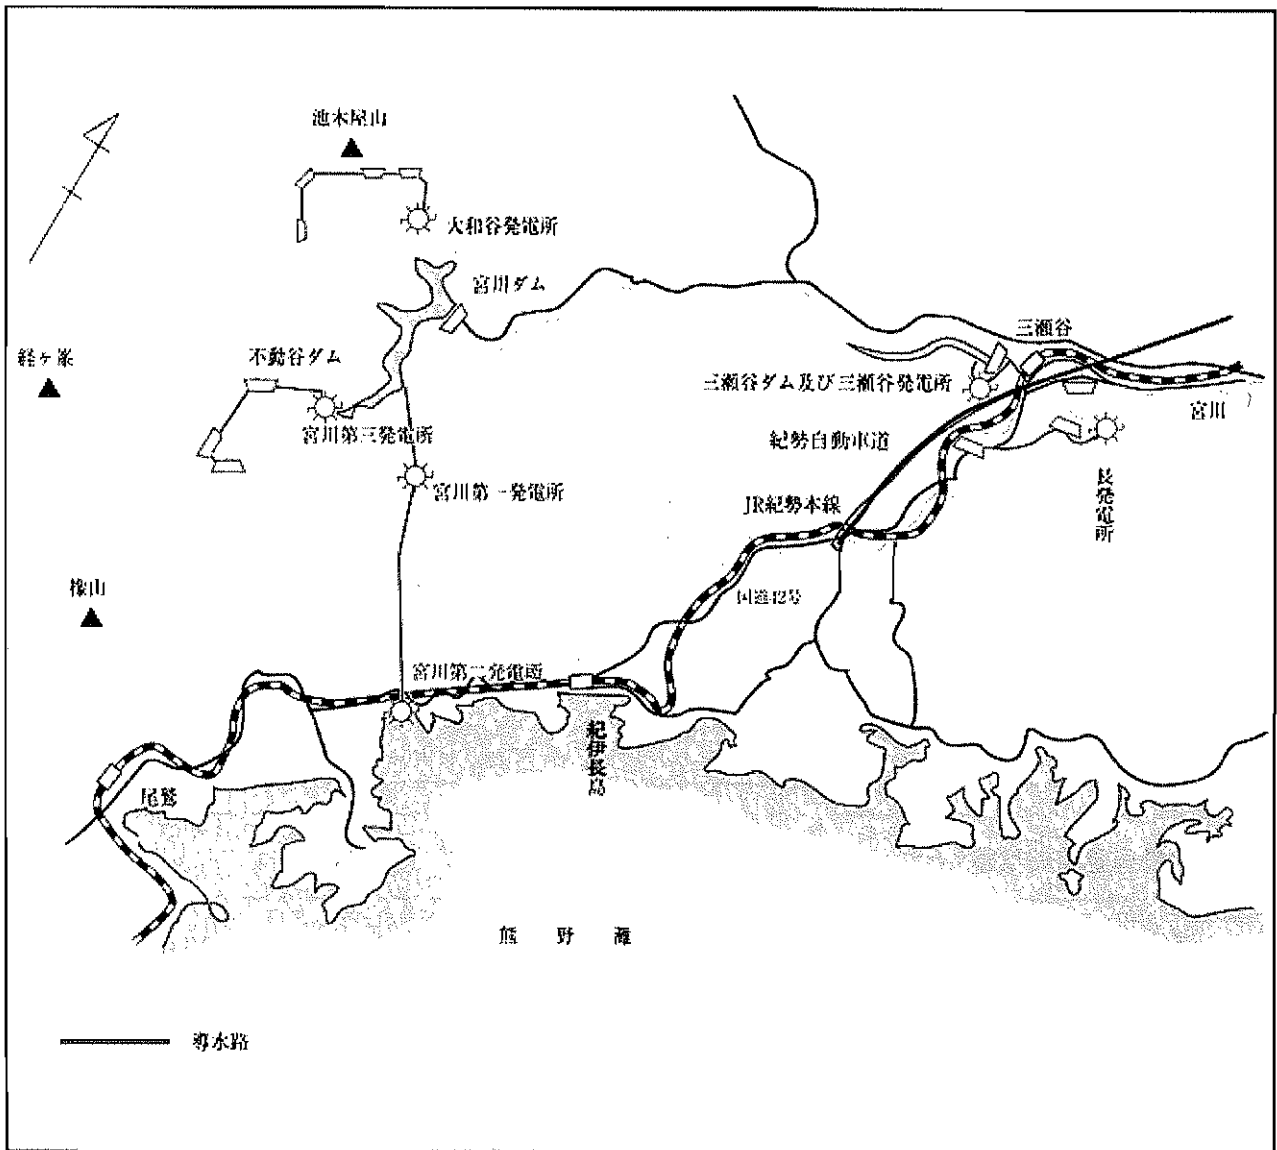 池木屋山
大和谷発電所
宮川ダム
三瀬谷
経ヶ峯
不動谷ダム
三瀬谷ダム及び三瀬谷発電所
宮川
宮川第三発電所
紀勢自動車道
宮川第一発電所
長発電所
JR紀勢本線
橡山
国道42号
宮川第二発電所
紀伊長島
尾鷲
熊野灘
導水路